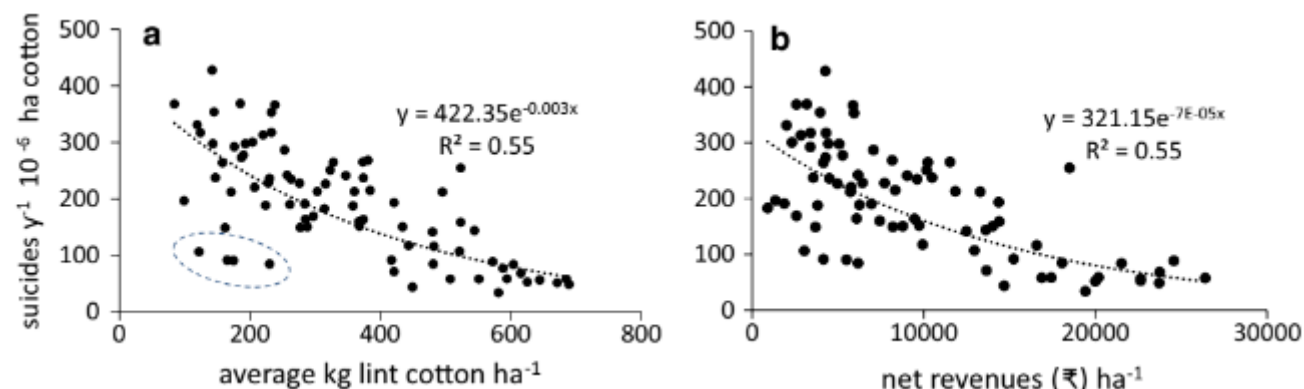 a
500
400
300
200
100
0
0 200 400 600 800
suicides y⁻¹ 10⁻⁶ ha cotton
average kg lint cotton ha⁻¹
y = 422.35e^-0.003x
R² = 0.55
b
500
400
300
200
100
0
0 10000 20000 30000
net revenues (₹) ha⁻¹
y = 321.15e^-7E-05x
R² = 0.55